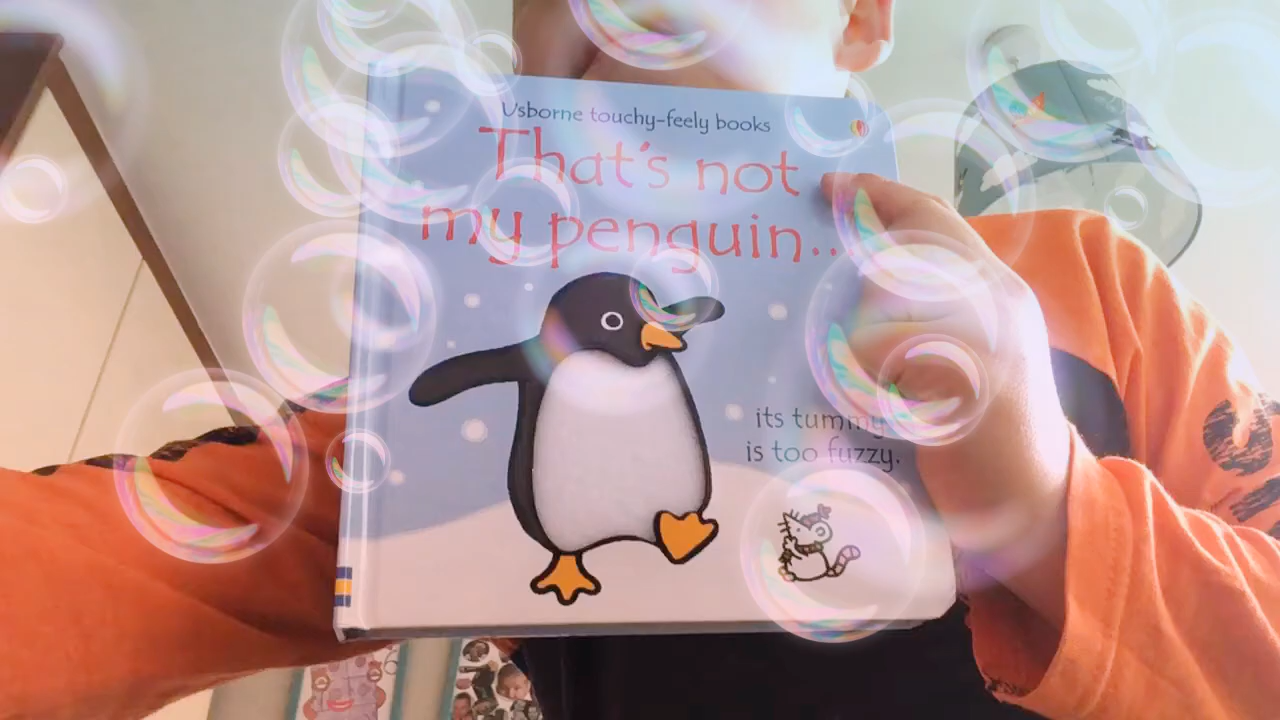 Usborne touchy-feely books
That's not
my penguin..
its tummy
is too fuzzy.